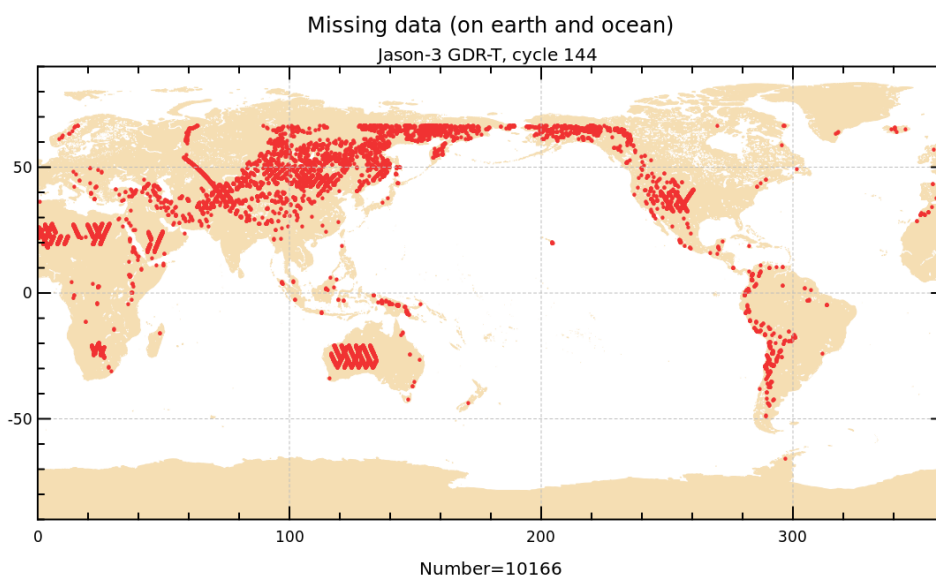 Missing data (on earth and ocean)
Jason-3 GDR-T, cycle 144
50
0
-50
0 100 200 300
Number=10166